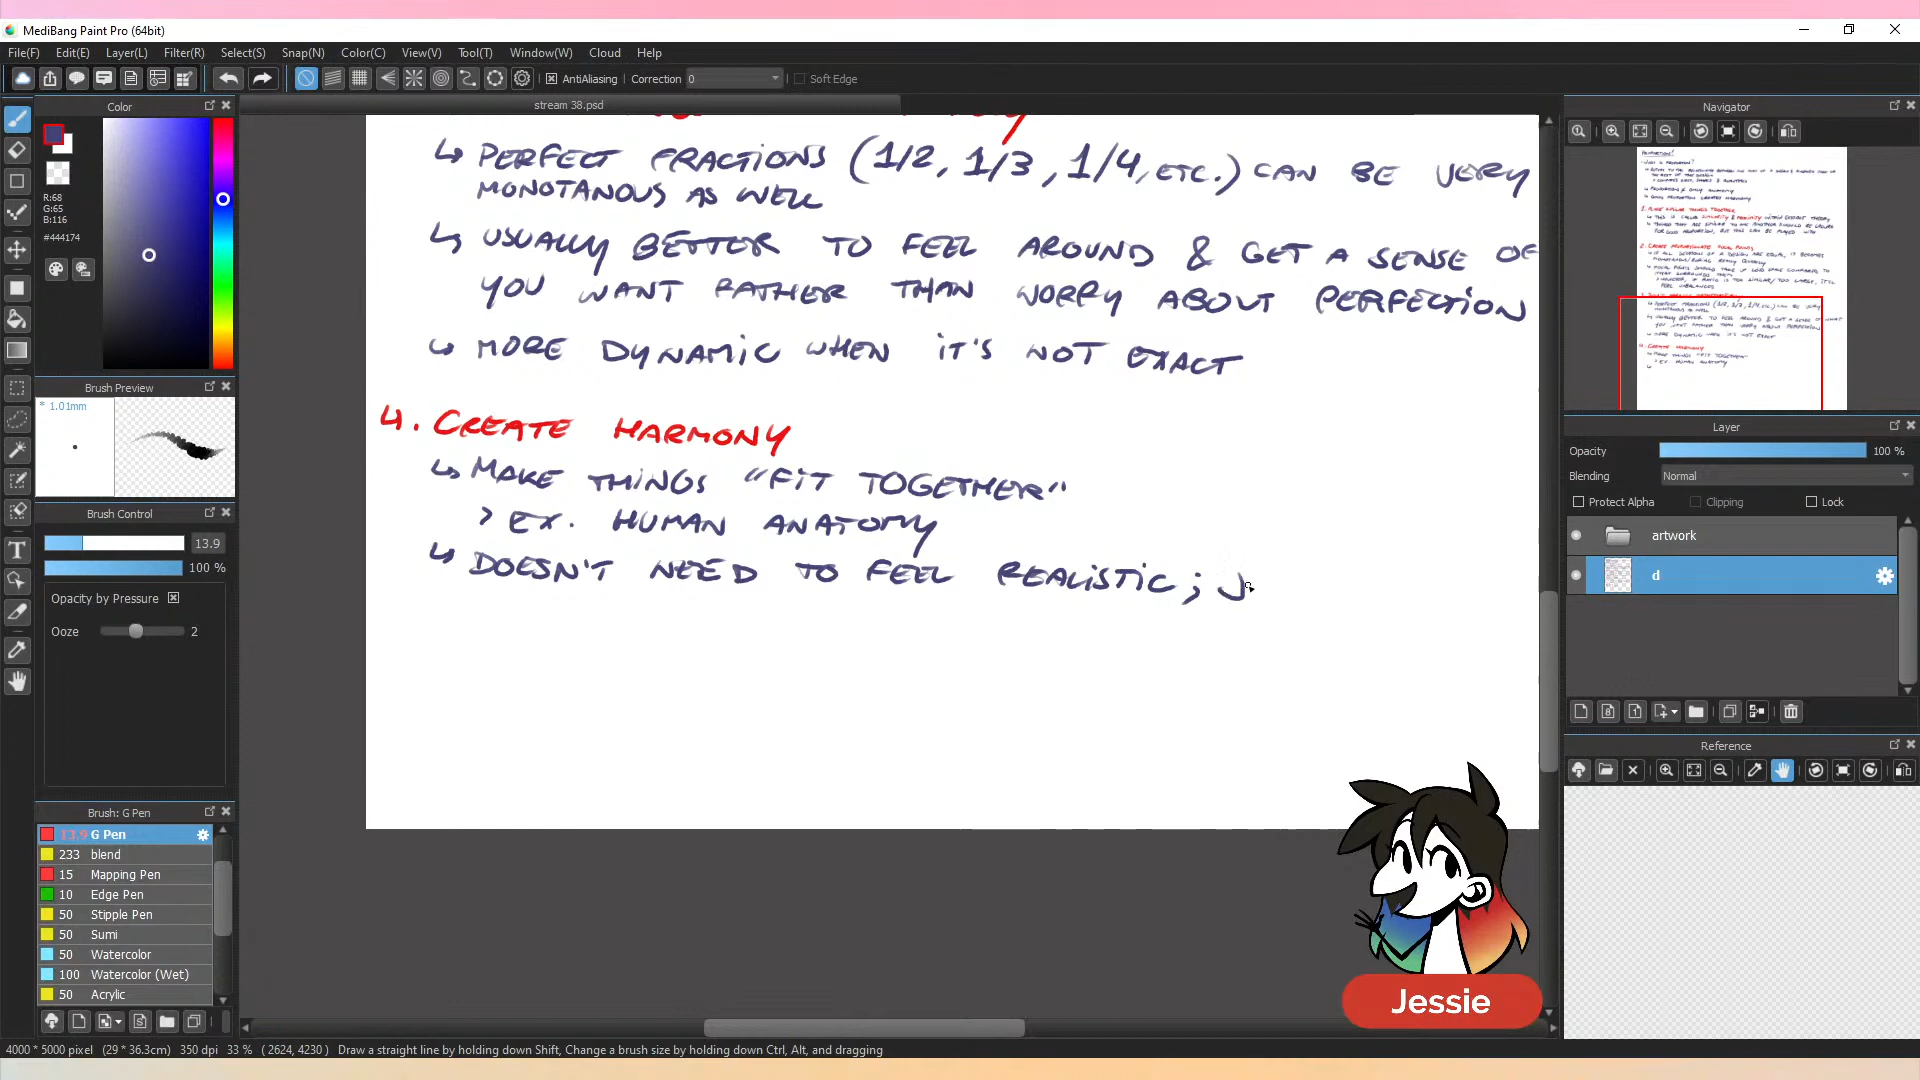 MediBang Paint Pro (64bit)
File(F) Edit(E) Layer(L) Filter(R) Select(S) Snap(N) Color(C) View(V) Tool(T) Window(W) Cloud Help
AntiAliasing Correction 0 Soft Edge
Color
stream 38.psd
Navigator
R:68
G:65
B:116
#444174
Brush Preview
* 1.01mm
Brush Control
13.9
100 %
Opacity by Pressure
Ooze 2
Brush: G Pen
13.9 G Pen
233 blend
15 Mapping Pen
10 Edge Pen
50 Stipple Pen
50 Sumi
50 Watercolor
100 Watercolor (Wet)
50 Acrylic
↳ PERFECT FRACTIONS (1/2, 1/3, 1/4, ETC.) CAN BE VERY
MONOTANOUS AS WELL
↳ USUALLY BETTER TO FEEL AROUND & GET A SENSE OF
YOU WANT RATHER THAN WORRY ABOUT PERFECTION
↳ MORE DYNAMIC WHEN IT'S NOT EXACT
4. CREATE HARMONY
↳ MAKE THINGS "FIT TOGETHER"
> EX. HUMAN ANATOMY
↳ DOESN'T NEED TO FEEL REALISTIC; J
Layer
Opacity 100 %
Blending Normal
Protect Alpha Clipping Lock
artwork
d
Reference
Jessie
4000 * 5000 pixel (29 * 36.3cm) 350 dpi 33 % ( 2624, 4230 ) Draw a straight line by holding down Shift, Change a brush size by holding down Ctrl, Alt, and dragging